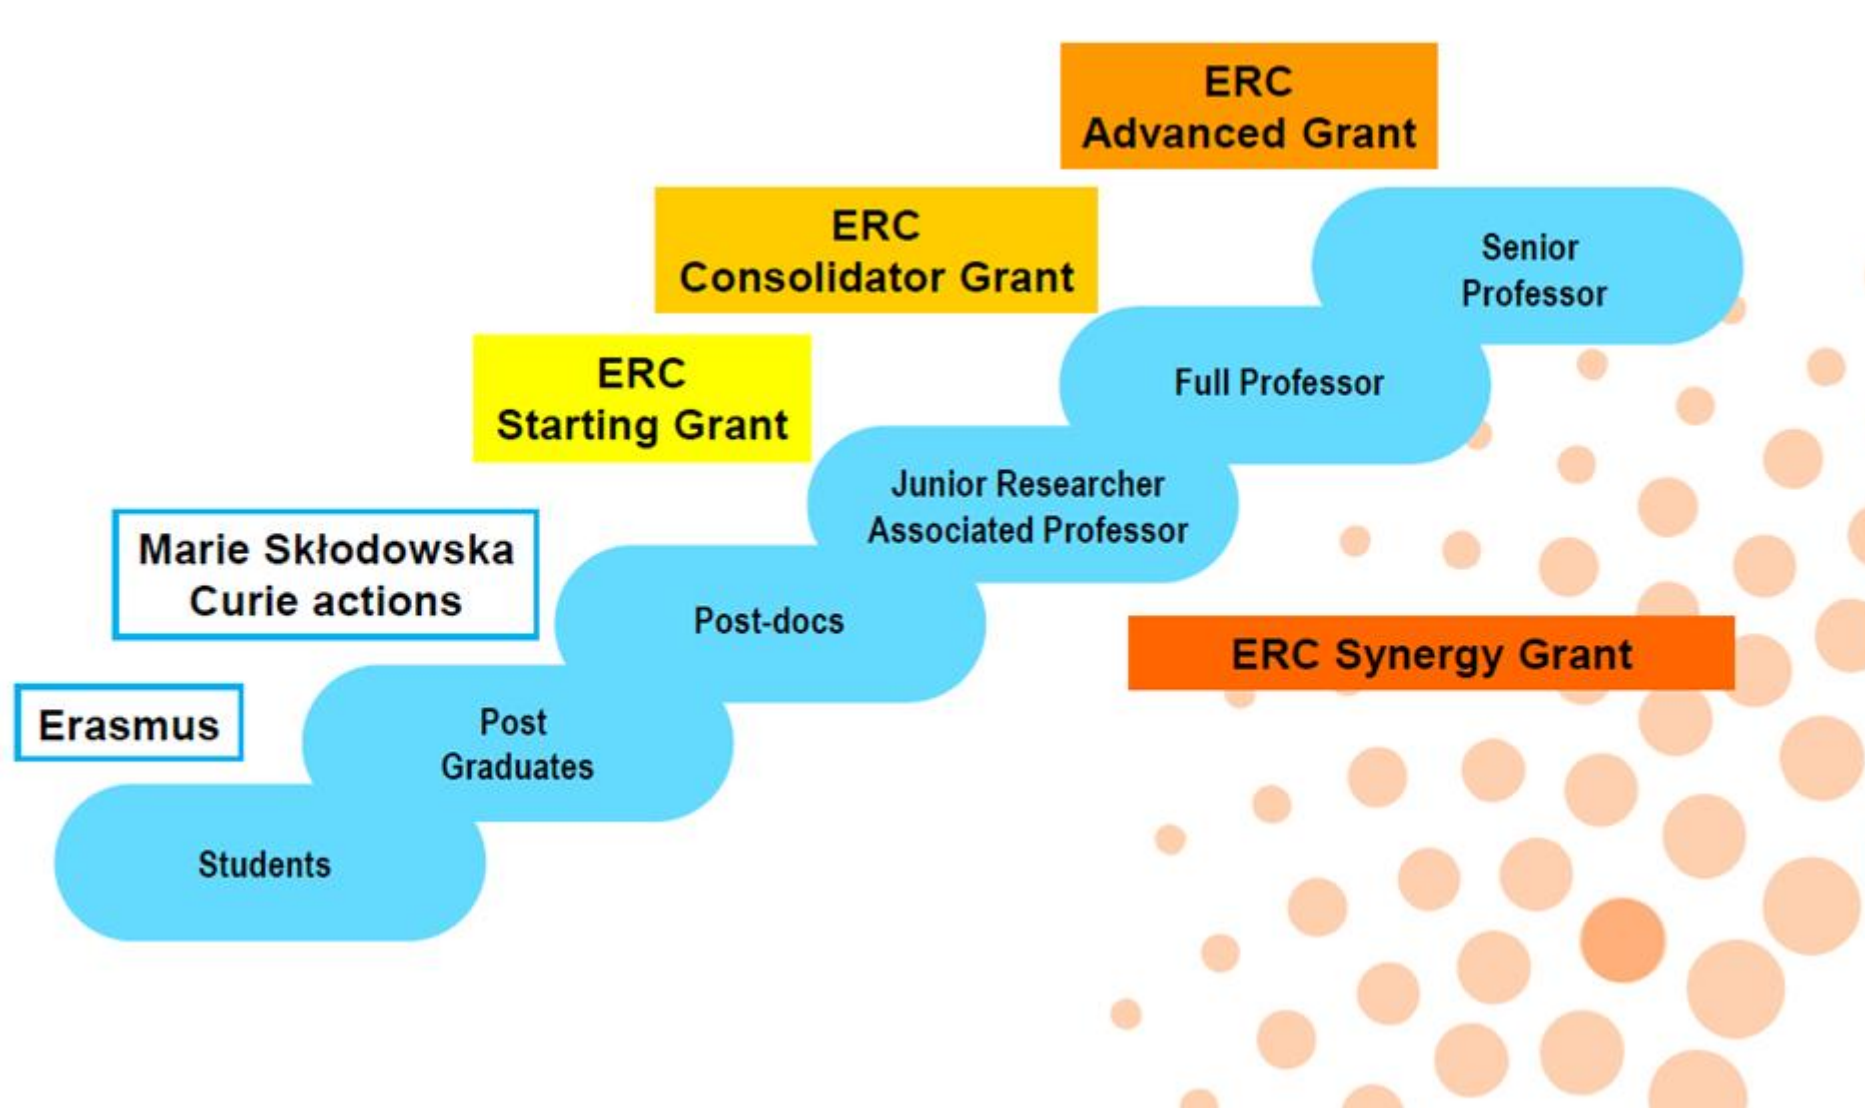 ERC
Advanced Grant
ERC
Consolidator Grant
Senior
Professor
ERC
Starting Grant
Full Professor
Junior Researcher
Associated Professor
Marie Skłodowska
Curie actions
Post-docs
ERC Synergy Grant
Erasmus
Post
Graduates
Students